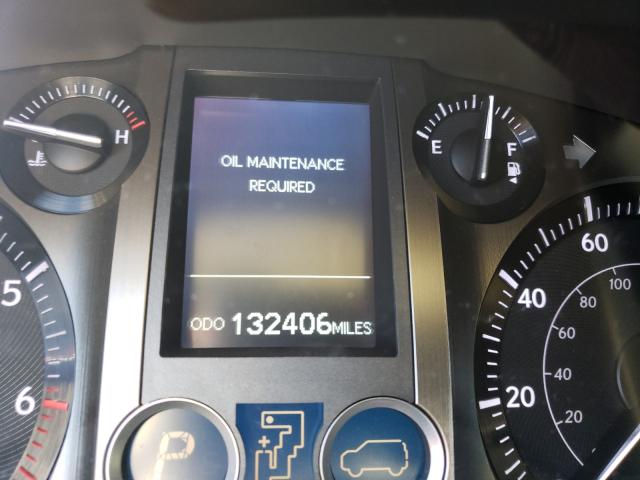 H
E F
OIL MAINTENANCE
REQUIRED
ODO 132406 MILES
5
6
P
+
60
40
20
100
80
60
40
20